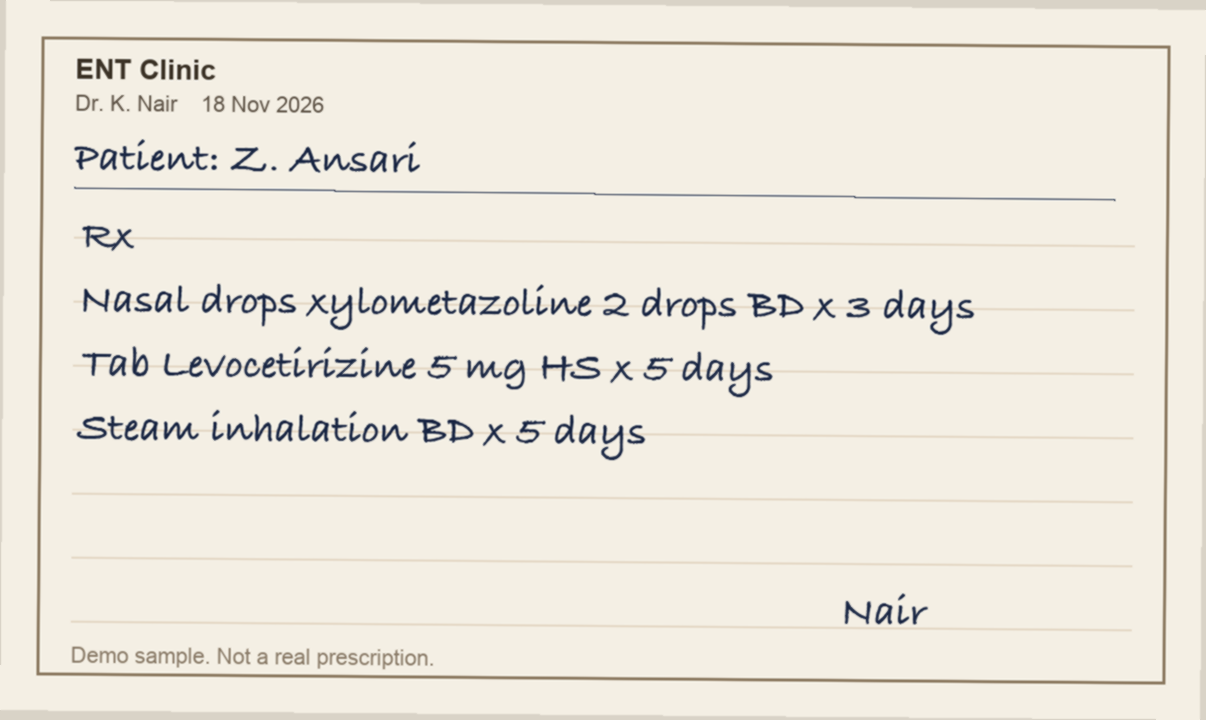 ENT Clinic
Dr. K. Nair 18 Nov 2026
Patient: Z. Ansari
Rx
Nasal drops xylometazoline 2 drops BD x 3 days
Tab Levocetirizine 5 mg HS x 5 days
Steam inhalation BD x 5 days
Nair
Demo sample. Not a real prescription.